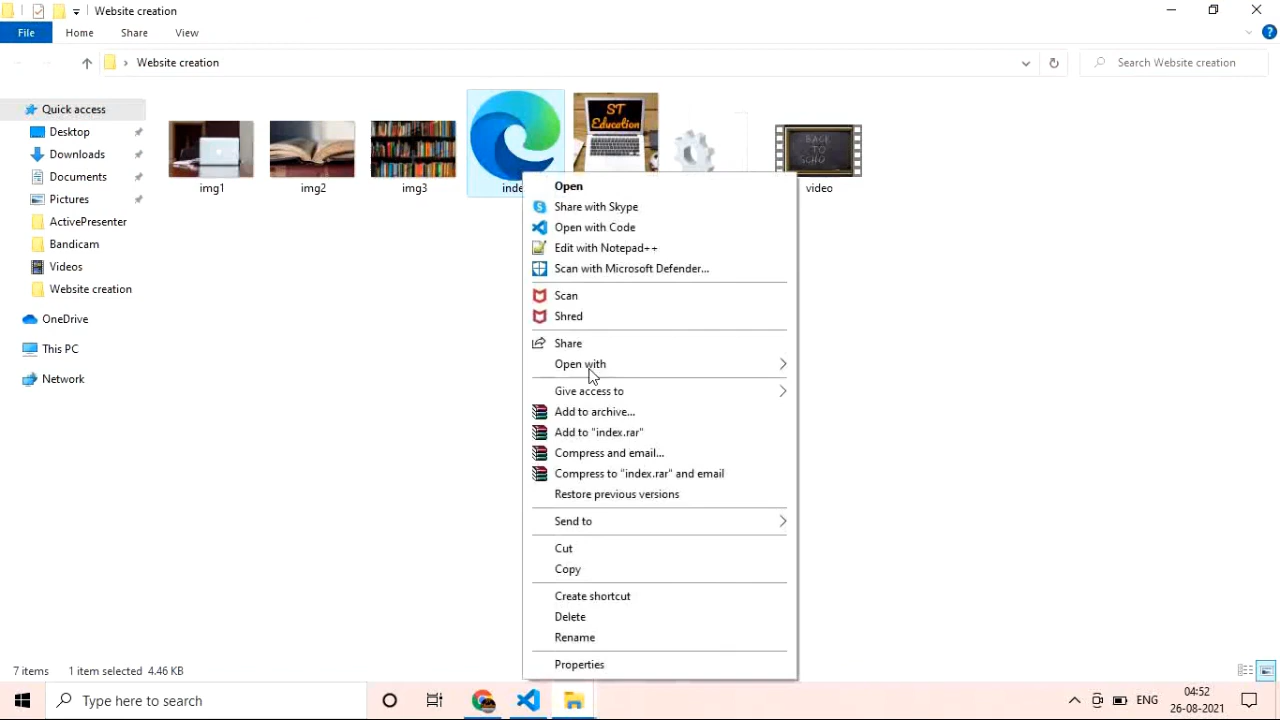 Website creation
File
Home
Share
View
Website creation
Search Website creation
Quick access
Desktop
Downloads
Documents
Pictures
ActivePresenter
Bandicam
Videos
Website creation
OneDrive
This PC
Network
ST
Education
BACK
TO
SCHO
img1
img2
img3
inde
video
Open
Share with Skype
Open with Code
Edit with Notepad++
Scan with Microsoft Defender...
Scan
Shred
Share
Open with
Give access to
Add to archive...
Add to "index.rar"
Compress and email...
Compress to "index.rar" and email
Restore previous versions
Send to
Cut
Copy
Create shortcut
Delete
Rename
Properties
7 items
1 item selected 4.46 KB
Type here to search
ENG
04:52
26-08-2021